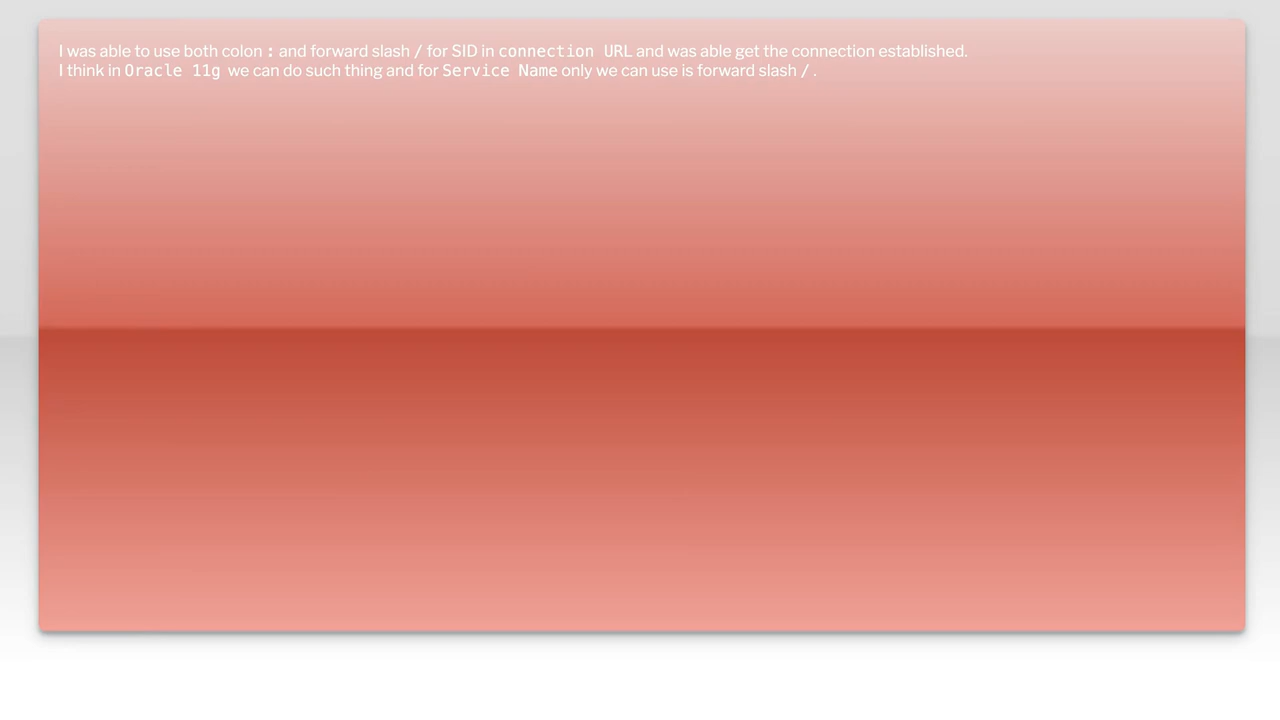 I was able to use both colon : and forward slash / for SID in connection URL and was able get the connection established.
I think in Oracle 11g we can do such thing and for Service Name only we can use is forward slash / .